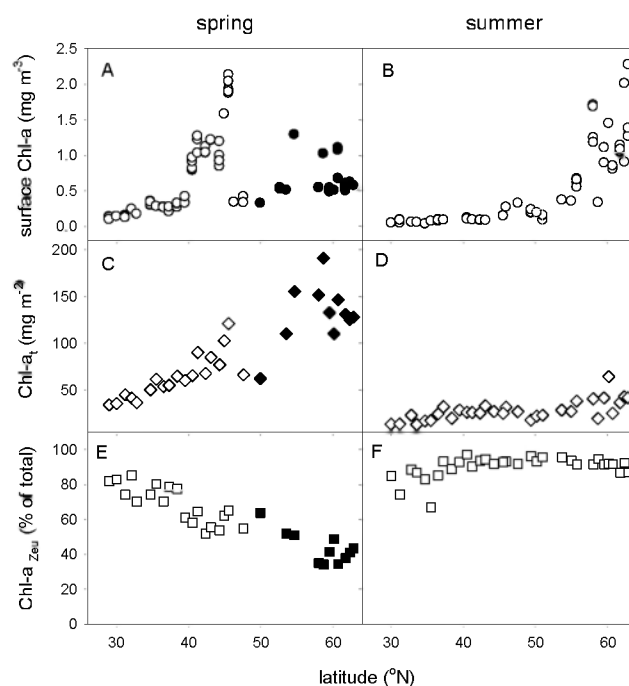 spring
summer
surface Chl-a (mg m⁻³)
2.5
2.0
1.5
1.0
0.5
0.0
A
B
Chl-aₜ (mg m⁻²)
200
150
100
50
C
D
Chl-a Zeu (% of total)
100
80
60
40
20
0
E
F
30 40 50 60
30 40 50 60
latitude (°N)